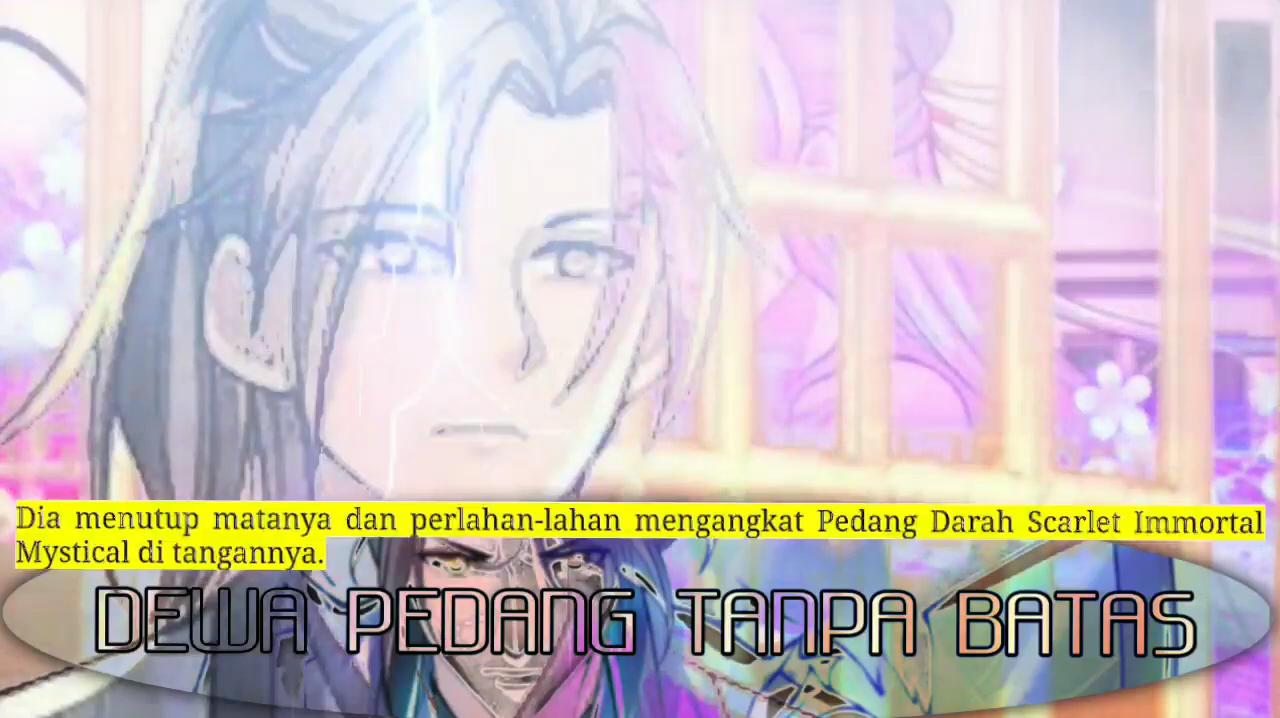 Dia menutup matanya dan perlahan-lahan mengangkat Pedang Darah Scarlet Immortal
Mystical di tangannya.
DEWA PEDANG TANPA BATAS